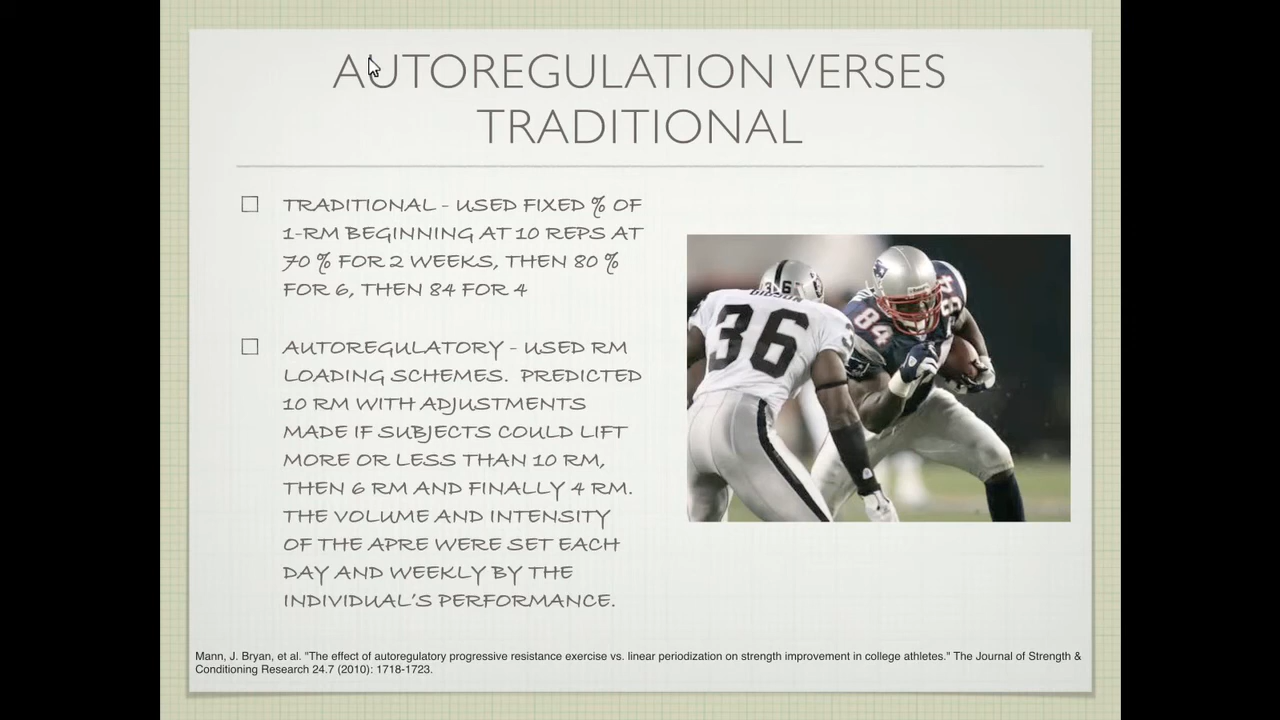 AUTOREGULATION VERSES
TRADITIONAL
TRADITIONAL - USED FIXED % OF
1-RM BEGINNING AT 10 REPS AT
70 % FOR 2 WEEKS, THEN 80 %
FOR 6, THEN 84 FOR 4
AUTOREGULATORY - USED RM
LOADING SCHEMES. PREDICTED
10 RM WITH ADJUSTMENTS
MADE IF SUBJECTS COULD LIFT
MORE OR LESS THAN 10 RM,
THEN 6 RM AND FINALLY 4 RM.
THE VOLUME AND INTENSITY
OF THE APRE WERE SET EACH
DAY AND WEEKLY BY THE
INDIVIDUAL'S PERFORMANCE.
36
36
84
84
Mann, J. Bryan, et al. "The effect of autoregulatory progressive resistance exercise vs. linear periodization on strength improvement in college athletes." The Journal of Strength &
Conditioning Research 24.7 (2010): 1718-1723.